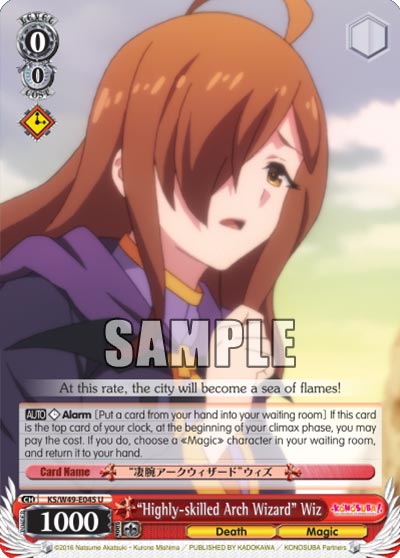 LEVEL
0
0
COST
SAMPLE
At this rate, the city will become a sea of flames!
AUTO Alarm [Put a card from your hand into your waiting room] If this card
is the top card of your clock, at the beginning of your climax phase, you may
pay the cost. If you do, choose a «Magic» character in your waiting room,
and return it to your hand.
Card Name "凄腕アークウィザード"ウィズ
CH KS/W49-E045 U
1000
"Highly-skilled Arch Wizard" Wiz
KONOSUBA
Death Magic
©2016 Natsume Akatsuki・Kurone Mishima / PUBLISHED BY KADOKAWA / KONOSUBA Partners